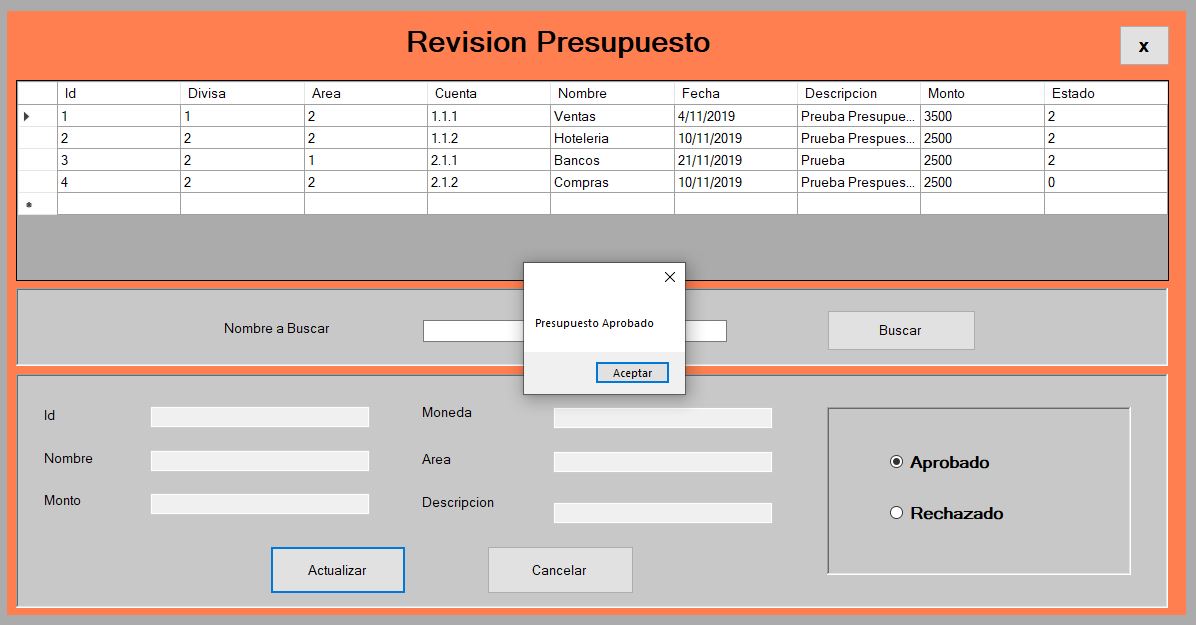 Revision Presupuesto
x
Id Divisa Area Cuenta Nombre Fecha Descripcion Monto Estado
1 1 2 1.1.1 Ventas 4/11/2019 Preuba Presupue... 3500 2
2 2 2 1.1.2 Hoteleria 10/11/2019 Prueba Prespues... 2500 2
3 2 1 2.1.1 Bancos 21/11/2019 Prueba 2500 2
4 2 2 2.1.2 Compras 10/11/2019 Prueba Prespues... 2500 0
Nombre a Buscar
Buscar
Presupuesto Aprobado
Aceptar
Id
Nombre
Monto
Moneda
Area
Descripcion
Aprobado
Rechazado
Actualizar
Cancelar